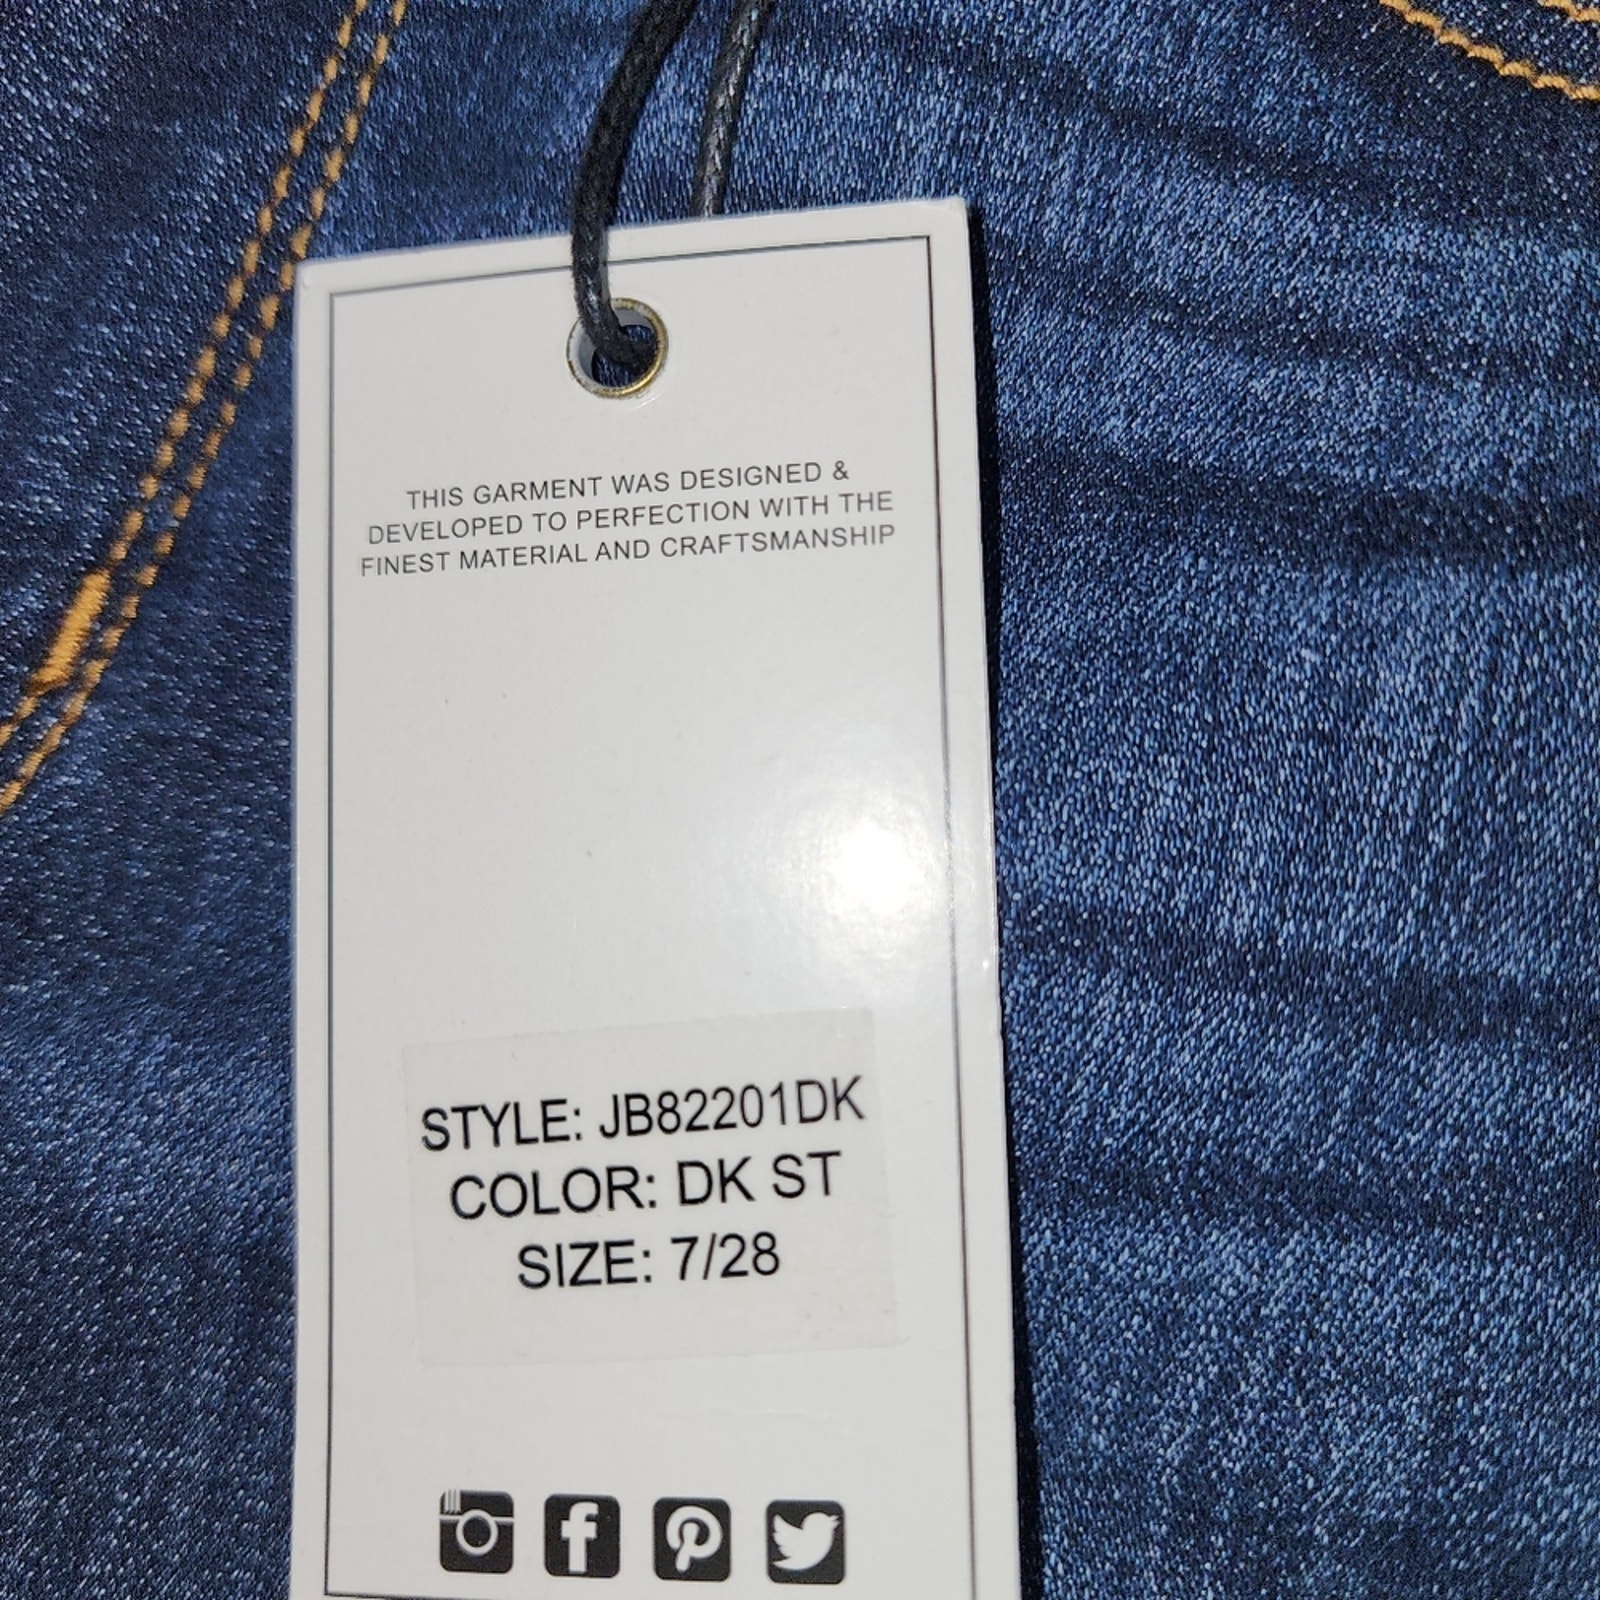 THIS GARMENT WAS DESIGNED &
DEVELOPED TO PERFECTION WITH THE
FINEST MATERIAL AND CRAFTSMANSHIP
STYLE: JB82201DK
COLOR: DK ST
SIZE: 7/28